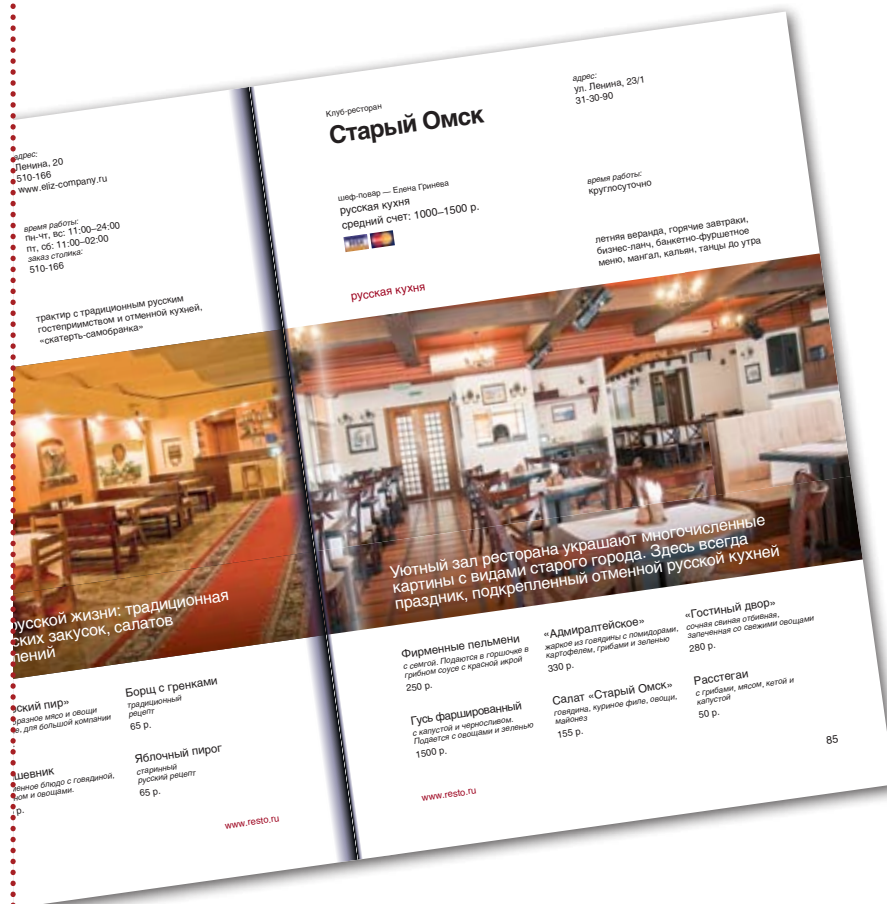 адрес:
Ленина, 20
510-166
www.eliz-company.ru
время работы:
пн-чт, вс: 11:00–24:00
пт, сб: 11:00–02:00
заказ столика:
510-166
трактир с традиционным русским
гостеприимством и отменной кухней,
«скатерть-самобранка»
русской жизни: традиционная
ских закусок, салатов
лений
ский пир»
разное мясо и овощи
е, для большой компании
Борщ с гренками
традиционный
рецепт
65 р.
шевник
менное блюдо с говядиной,
ном и овощами.
р.
Яблочный пирог
старинный
русский рецепт
65 р.
www.resto.ru
Клуб-ресторан
Старый Омск
адрес:
ул. Ленина, 23/1
31-30-90
шеф-повар — Елена Гринева
русская кухня
средний счет: 1000–1500 р.
VISA
время работы:
круглосуточно
летняя веранда, горячие завтраки,
бизнес-ланч, банкетно-фуршетное
меню, мангал, кальян, танцы до утра
русская кухня
Уютный зал ресторана украшают многочисленные
картины с видами старого города. Здесь всегда
праздник, подкрепленный отменной русской кухней
Фирменные пельмени
с семгой. Подаются в горшочке в
грибном соусе с красной икрой
250 р.
«Адмиралтейское»
жаркое из говядины с помидорами,
картофелем, грибами и зеленью
330 р.
«Гостиный двор»
сочная свиная отбивная,
запеченная со свежими овощами
280 р.
Гусь фаршированный
с капустой и черносливом.
Подается с овощами и зеленью
1500 р.
Салат «Старый Омск»
говядина, куриное филе, овощи,
майонез
155 р.
Расстегаи
с грибами, мясом, кетой и
капустой
50 р.
www.resto.ru
85